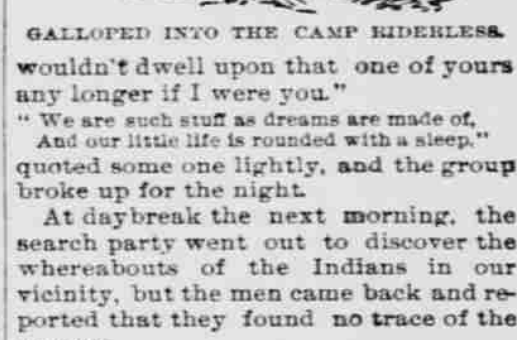 GALLOPED INTO THE CAMP RIDERLESS.
wouldn't dwell upon that one of yours
any longer if I were you."
" We are such stuff as dreams are made of,
And our little life is rounded with a sleep,"
quoted some one lightly, and the group
broke up for the night.
At daybreak the next morning, the
search party went out to discover the
whereabouts of the Indians in our
vicinity, but the men came back and re-
ported that they found no trace of the